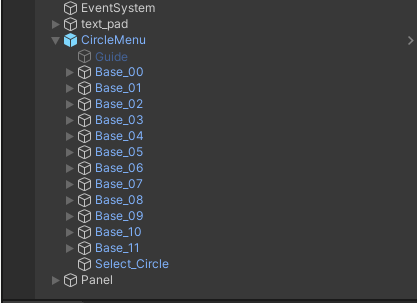 EventSystem
text_pad
CircleMenu
Guide
Base_00
Base_01
Base_02
Base_03
Base_04
Base_05
Base_06
Base_07
Base_08
Base_09
Base_10
Base_11
Select_Circle
Panel